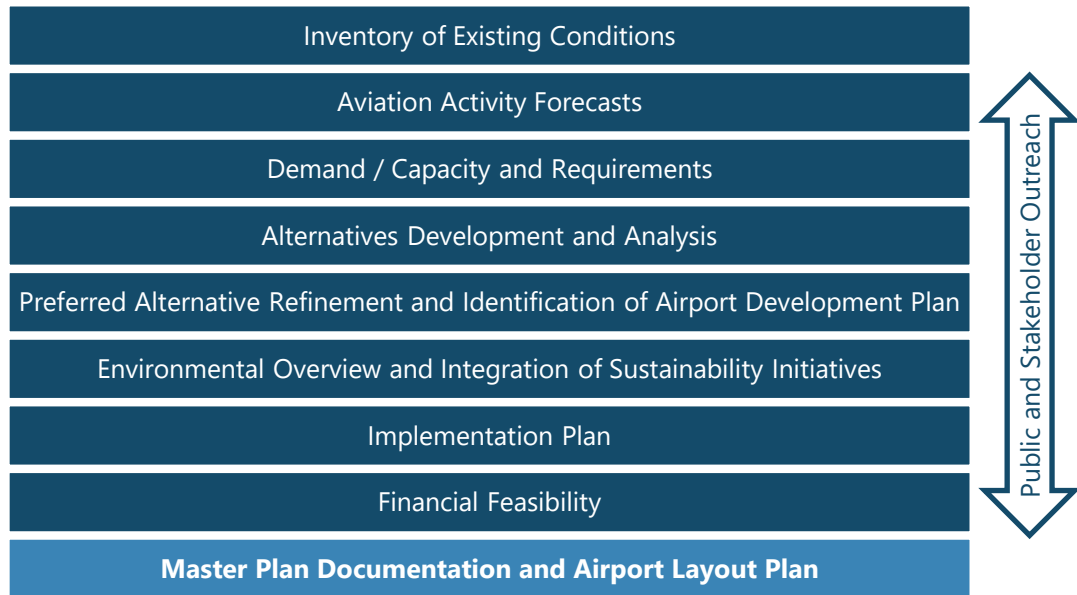 Inventory of Existing Conditions
Aviation Activity Forecasts
Demand / Capacity and Requirements
Alternatives Development and Analysis
Preferred Alternative Refinement and Identification of Airport Development Plan
Environmental Overview and Integration of Sustainability Initiatives
Implementation Plan
Financial Feasibility
Master Plan Documentation and Airport Layout Plan
Public and Stakeholder Outreach